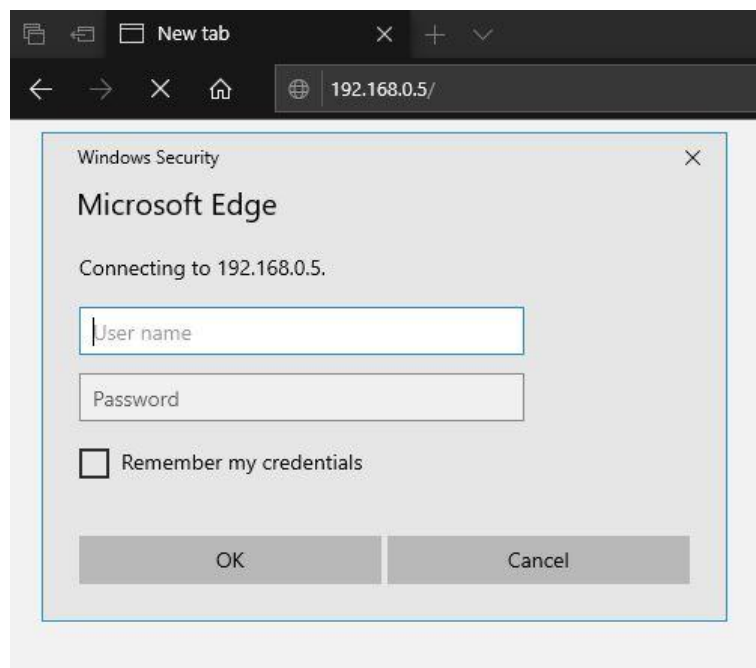 New tab
192.168.0.5/
Windows Security
Microsoft Edge
Connecting to 192.168.0.5.
User name
Password
Remember my credentials
OK Cancel